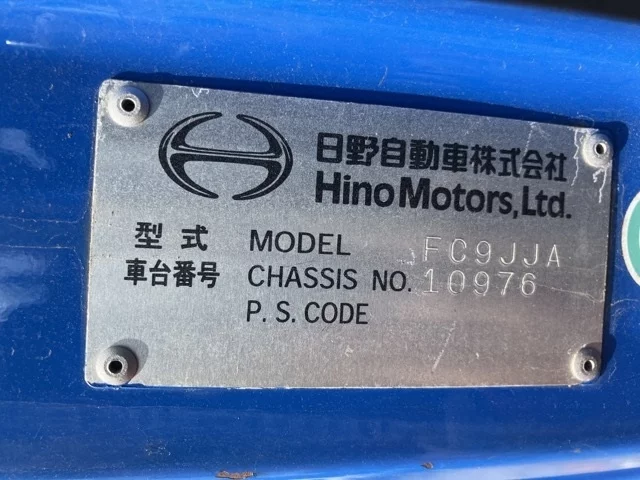 日野自動車株式会社
Hino Motors, Ltd.
型式 MODEL FC9JJA
車台番号 CHASSIS NO. 10976
P. S. CODE